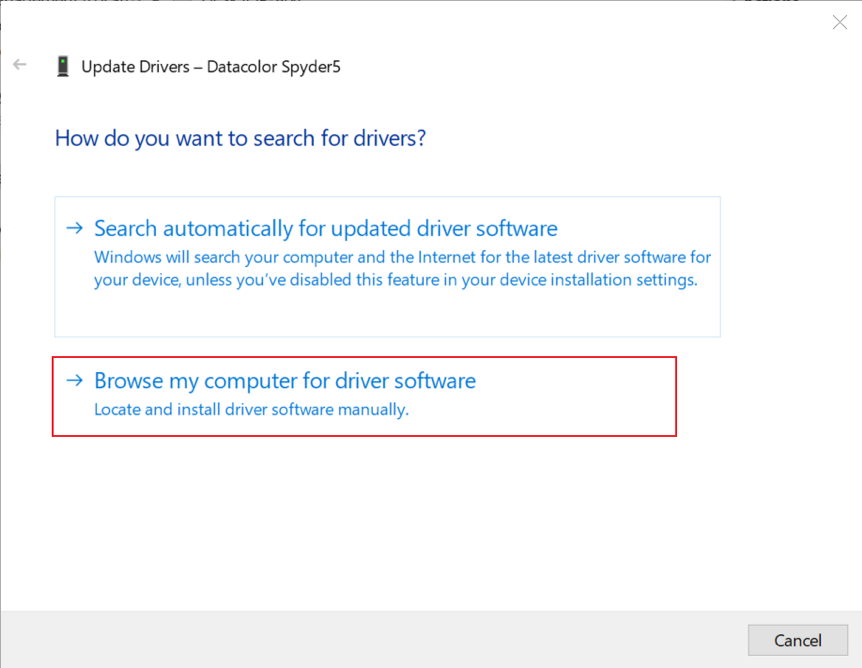 Update Drivers – Datacolor Spyder5
How do you want to search for drivers?
Search automatically for updated driver software
Windows will search your computer and the Internet for the latest driver software for
your device, unless you’ve disabled this feature in your device installation settings.
Browse my computer for driver software
Locate and install driver software manually.
Cancel